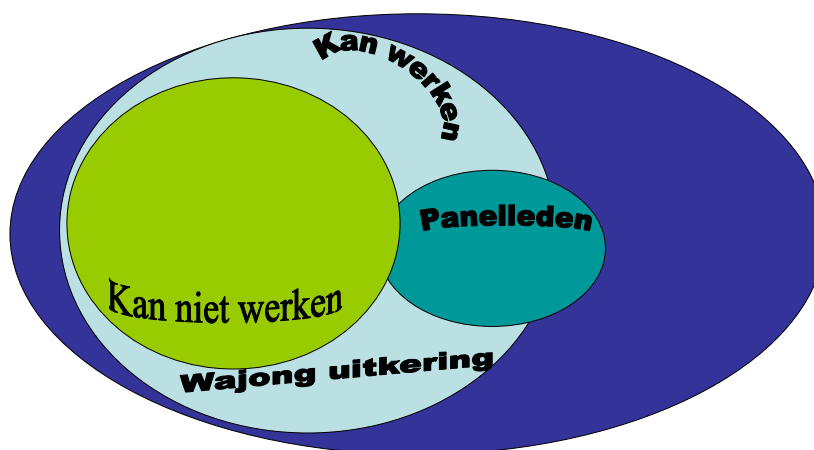 Kan werken
Panelleden
Kan niet werken
Wajong uitkering